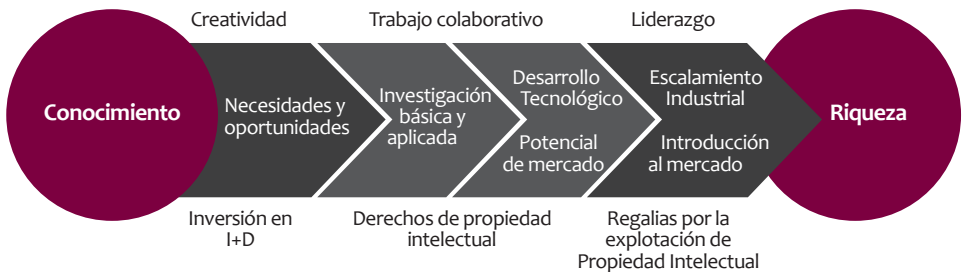 Creatividad
Trabajo colaborativo
Liderazgo
Conocimiento
Necesidades y
oportunidades
Investigación
básica y
aplicada
Desarrollo
Tecnológico
Potencial
de mercado
Escalamiento
Industrial
Introducción
al mercado
Riqueza
Inversión en
I+D
Derechos de propiedad
intelectual
Regalias por la
explotación de
Propiedad Intelectual